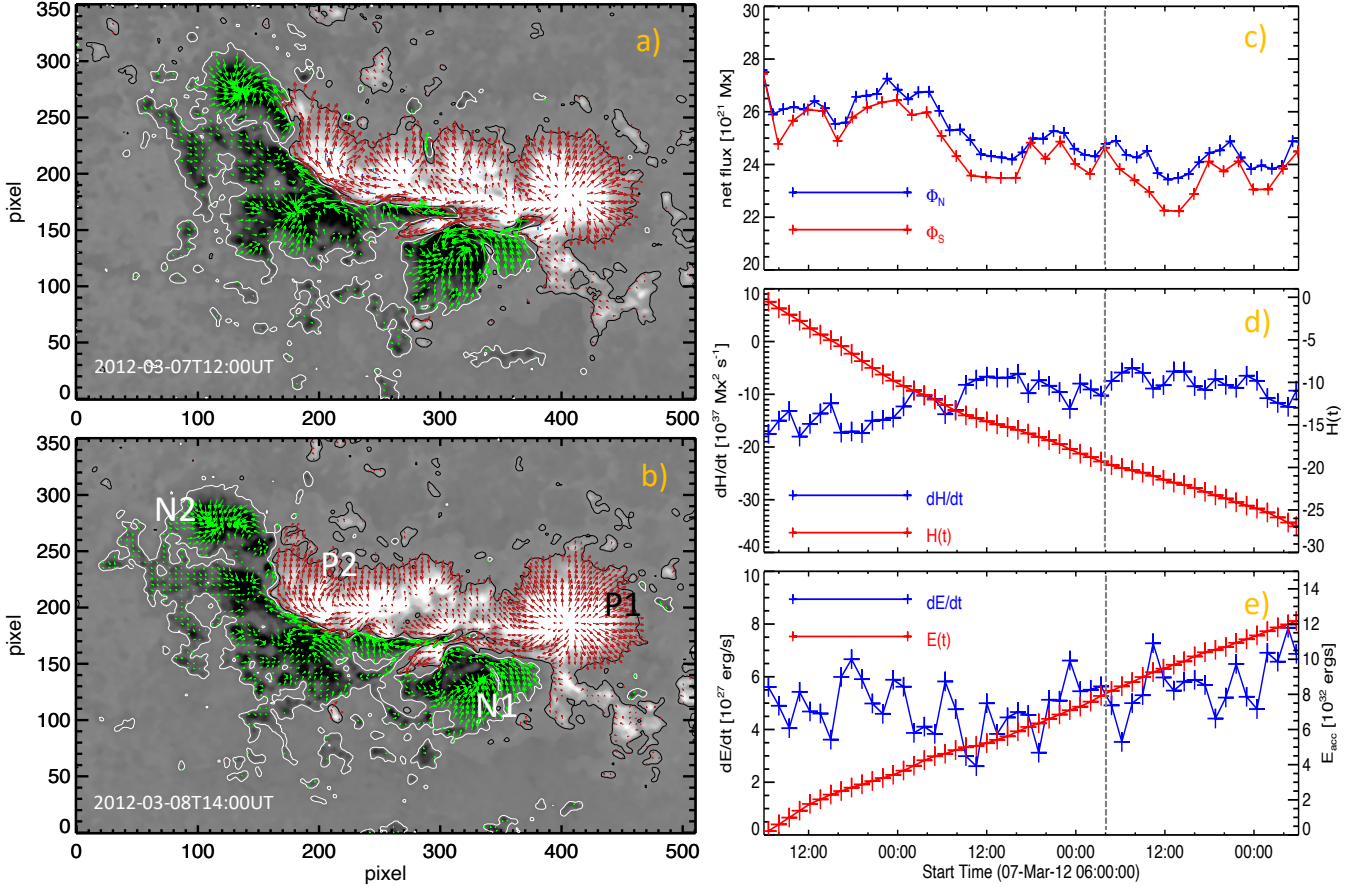 350
300
250
200
150
100
50
0
pixel
a)
2012-03-07T12:00UT
0 100 200 300 400 500
350
300
250
200
150
100
50
0
pixel
b)
N2
P2
P1
N1
2012-03-08T14:00UT
0 100 200 300 400 500
pixel
30
28
26
24
22
20
net flux [10²¹ Mx]
c)
Φ_N
Φ_S
10
0
-10
-20
-30
-40
dH/dt [10³⁷ Mx² s⁻¹]
d)
dH/dt
H(t)
0
-5
-10
-15
-20
-25
-30
H(t)
10
8
6
4
2
0
dE/dt [10²⁷ erg/s]
dE/dt
E(t)
e)
14
12
10
8
6
4
2
0
E_acc [10³² ergs]
12:00 00:00 12:00 00:00 12:00 00:00
Start Time (07-Mar-12 06:00:00)